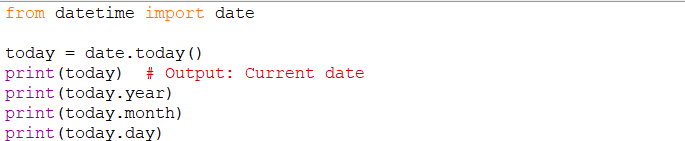 from datetime import date
today = date.today()
print(today)  # Output: Current date
print(today.year)
print(today.month)
print(today.day)